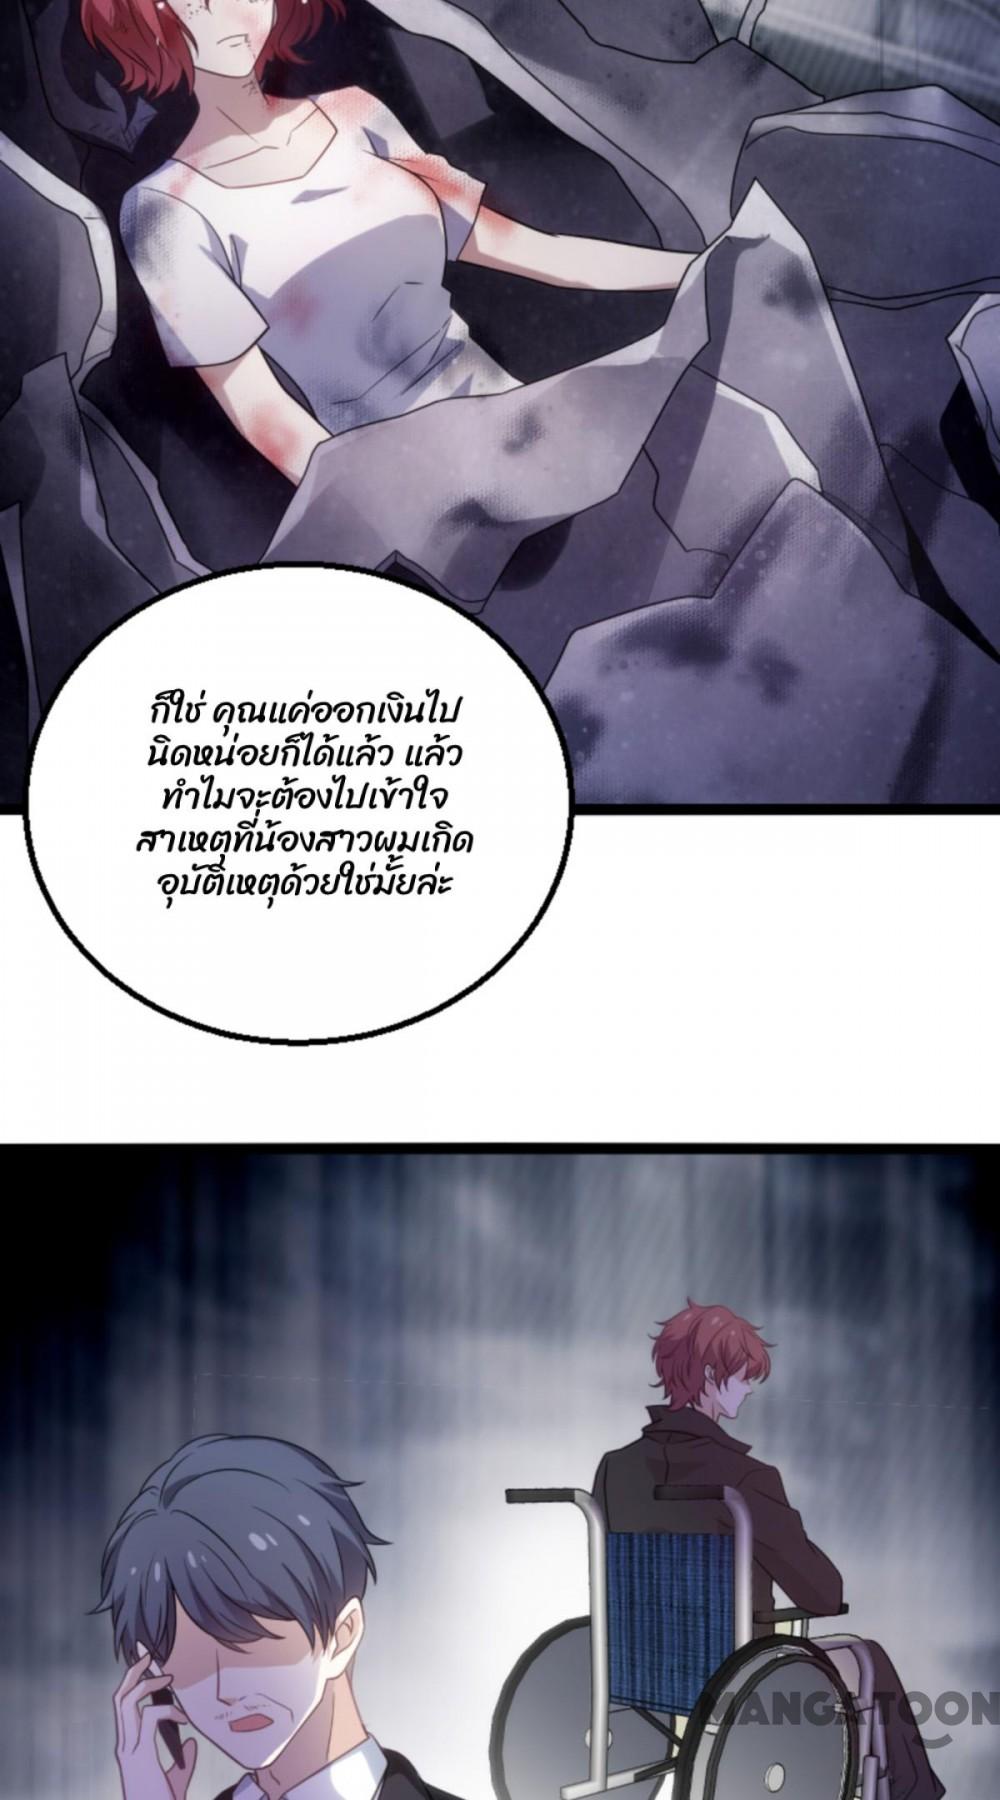 ก็ใช่ คุณแค่ออกเงินไป
นิดหน่อยก็ได้แล้ว แล้ว
ทำไมจะต้องไปเข้าใจ
สาเหตุที่น้องสาวผมเกิด
อุบัติเหตุด้วยใช่มั้ยล่ะ
MANGATOON